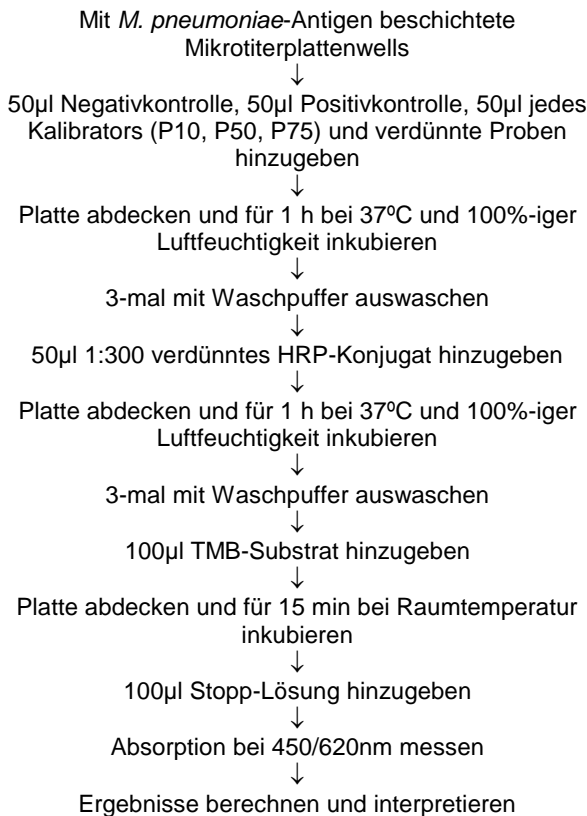 Mit M. pneumoniae-Antigen beschichtete
Mikrotiterplattenwells
↓
50µl Negativkontrolle, 50µl Positivkontrolle, 50µl jedes
Kalibrators (P10, P50, P75) und verdünnte Proben
hinzugeben
↓
Platte abdecken und für 1 h bei 37ºC und 100%-iger
Luftfeuchtigkeit inkubieren
↓
3-mal mit Waschpuffer auswaschen
↓
50µl 1:300 verdünntes HRP-Konjugat hinzugeben
↓
Platte abdecken und für 1 h bei 37ºC und 100%-iger
Luftfeuchtigkeit inkubieren
↓
3-mal mit Waschpuffer auswaschen
↓
100µl TMB-Substrat hinzugeben
↓
Platte abdecken und für 15 min bei Raumtemperatur
inkubieren
↓
100µl Stopp-Lösung hinzugeben
↓
Absorption bei 450/620nm messen
↓
Ergebnisse berechnen und interpretieren